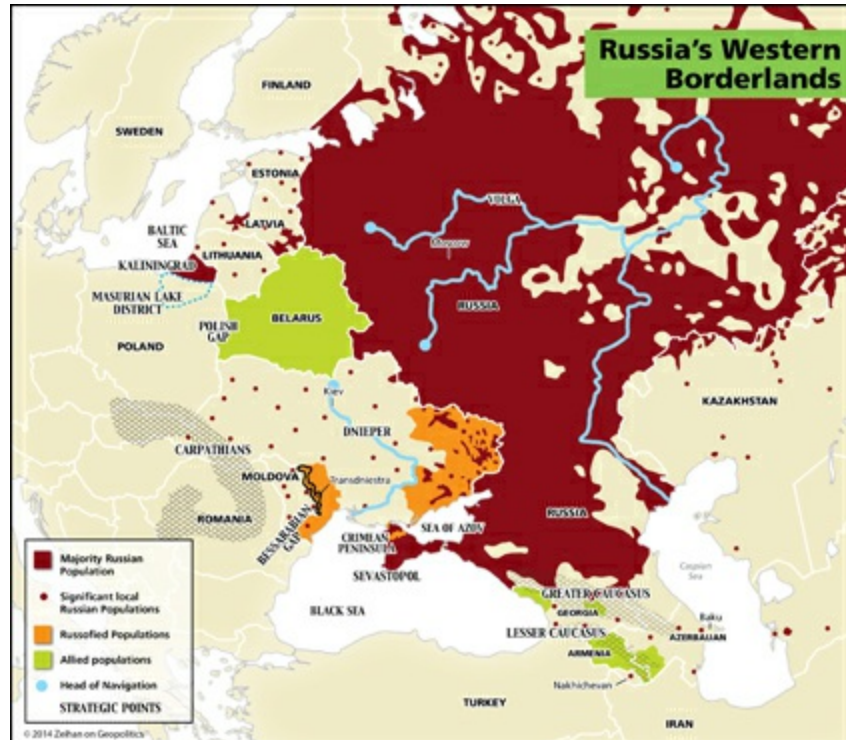 Russia's Western
Borderlands
FINLAND
SWEDEN
ESTONIA
VOLGA
LATVIA
BALTIC
SEA
Moscow
LITHUANIA
KALININGRAD
MASURIAN LAKE
DISTRICT
RUSSIA
BELARUS
POLISH
GAP
POLAND
Kiev
KAZAKHSTAN
DNIEPER
CARPATHIANS
MOLDOVA
Transdniestra
ROMANIA
BESSARABIAN
GAP
SEA OF AZOV
RUSSIA
CRIMEAN
PENINSULA
SEVASTOPOL
Caspian
Sea
GREATER CAUCASUS
BLACK SEA
GEORGIA
Baku
LESSER CAUCASUS
AZERBAIJAN
ARMENIA
Nakhichevan
TURKEY
IRAN
Majority Russian
Population
Significant local
Russian Populations
Russofied Populations
Allied populations
Head of Navigation
STRATEGIC POINTS
© 2014 Zeihan on Geopolitics